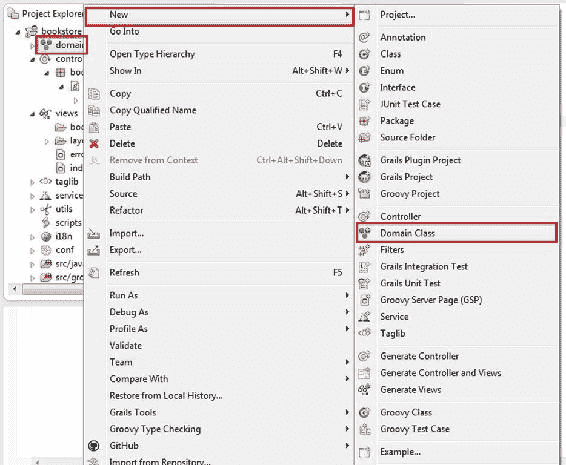 Project Explorer
bookstore
domai
contro
boo
views
boo
layo
erro
ind
taglib
service
utils
scripts
i18n
conf
src/java
src/gro
New
Go Into
Open Type Hierarchy F4
Show In Alt+Shift+W
Copy Ctrl+C
Copy Qualified Name
Paste Ctrl+V
Delete Delete
Remove from Context Ctrl+Alt+Shift+Down
Build Path
Source Alt+Shift+S
Refactor Alt+Shift+T
Import...
Export...
Refresh F5
Run As
Debug As
Profile As
Validate
Team
Compare With
Restore from Local History...
Grails Tools
Groovy Type Checking
GitHub
Import from Repository...
Project...
Annotation
Class
Enum
Interface
JUnit Test Case
Package
Source Folder
Grails Plugin Project
Grails Project
Groovy Project
Controller
Domain Class
Filters
Grails Integration Test
Grails Unit Test
Groovy Server Page (GSP)
Service
Taglib
Generate Controller
Generate Controller and Views
Generate Views
Groovy Class
Groovy Test Case
Example...